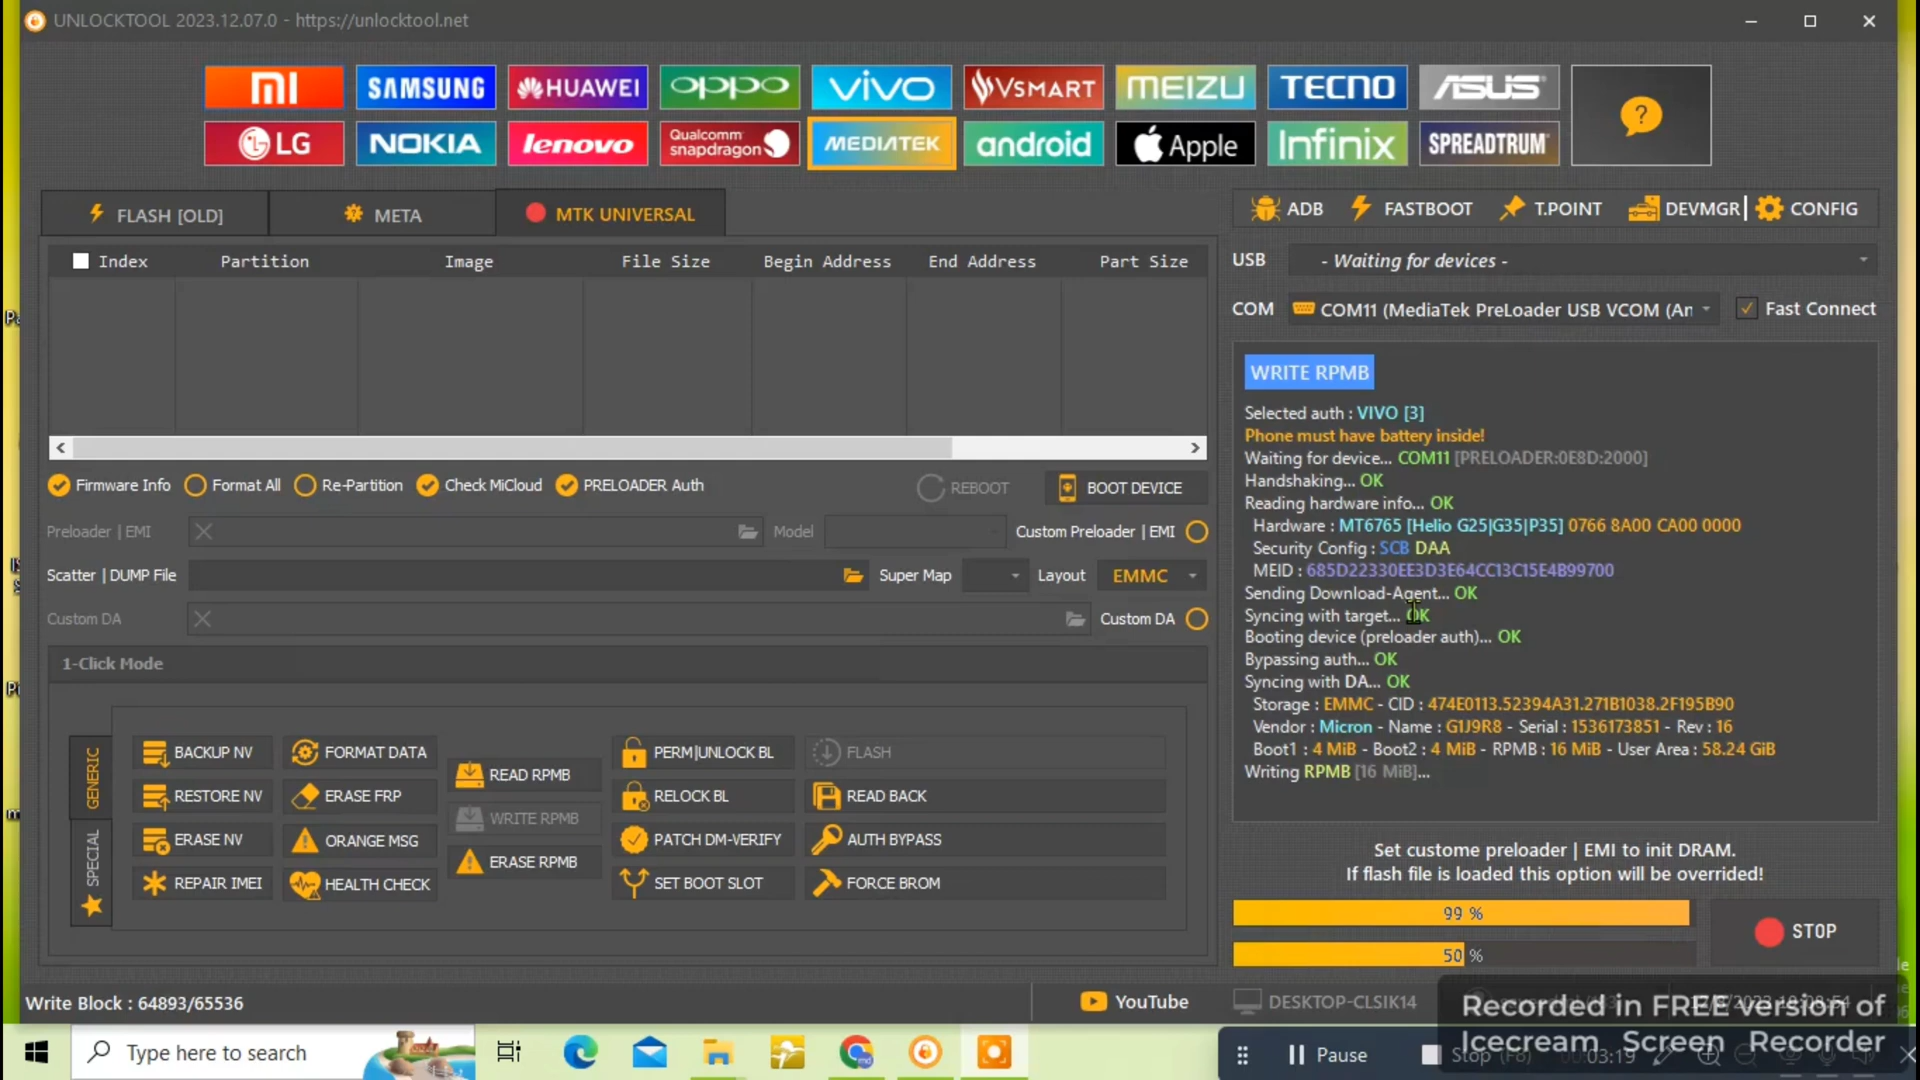 UNLOCKTOOL 2023.12.07.0 - https://unlocktool.net
MI SAMSUNG HUAWEI oppo vivo VSMART MEIZU TECNO ASUS ?
LG NOKIA lenovo Qualcomm snapdragon MEDIATEK android Apple Infinix SPREADTRUM
FLASH [OLD] META MTK UNIVERSAL
ADB FASTBOOT T.POINT DEVMGR CONFIG
Index Partition Image File Size Begin Address End Address Part Size
USB - Waiting for devices -
COM COM11 (MediaTek PreLoader USB VCOM (An Fast Connect
WRITE RPMB
Selected auth : VIVO [3]
Phone must have battery inside!
Waiting for device... COM11 [PRELOADER:0E8D:2000]
Handshaking... OK
Reading hardware info... OK
Hardware : MT6765 [Helio G25|G35|P35] 0766 8A00 CA00 0000
Security Config : SCB DAA
MEID : 685D22330EE3D3E64CC13C15E4B99700
Sending Download-Agent... OK
Syncing with target... OK
Booting device (preloader auth)... OK
Bypassing auth... OK
Syncing with DA... OK
Storage : EMMC - CID : 474E0113.52394A31.271B1038.2F195B90
Vendor : Micron - Name : G1J9R8 - Serial : 1536173851 - Rev : 16
Boot1 : 4 MiB - Boot2 : 4 MiB - RPMB : 16 MiB - User Area : 58.24 GiB
Writing RPMB [16 MiB]...
Firmware Info Format All Re-Partition Check MiCloud PRELOADER Auth REBOOT BOOT DEVICE
Preloader | EMI Model Custom Preloader | EMI
Scatter | DUMP File Super Map Layout EMMC
Custom DA Custom DA
1-Click Mode
GENERIC
SPECIAL
BACKUP NV FORMAT DATA READ RPMB PERM|UNLOCK BL FLASH
RESTORE NV ERASE FRP WRITE RPMB RELOCK BL READ BACK
ERASE NV ORANGE MSG ERASE RPMB PATCH DM-VERIFY AUTH BYPASS
REPAIR IMEI HEALTH CHECK SET BOOT SLOT FORCE BROM
Set custome preloader | EMI to init DRAM.
If flash file is loaded this option will be overrided!
99 %
50 %
STOP
Write Block : 64893/65536
YouTube
DESKTOP-CLSIK14
Recorded in FREE version of
Icecream Screen Recorder
Type here to search
Pause
Stop (F8)
03:19